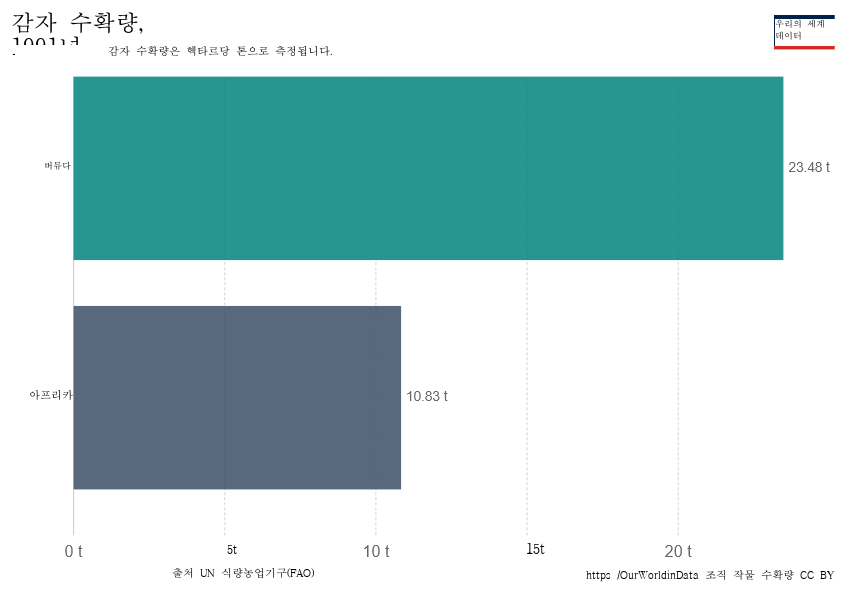 감자 수확량,
감자 수확량은 헥타르당 톤으로 측정됩니다.
우리의 세계
데이터
버뮤다
23.48 t
아프리카
10.83 t
0 t
5t
10 t
15t
20 t
출처 UN 식량농업기구(FAO)
https /OurWorldinData 조직 작물 수확량 CC BY